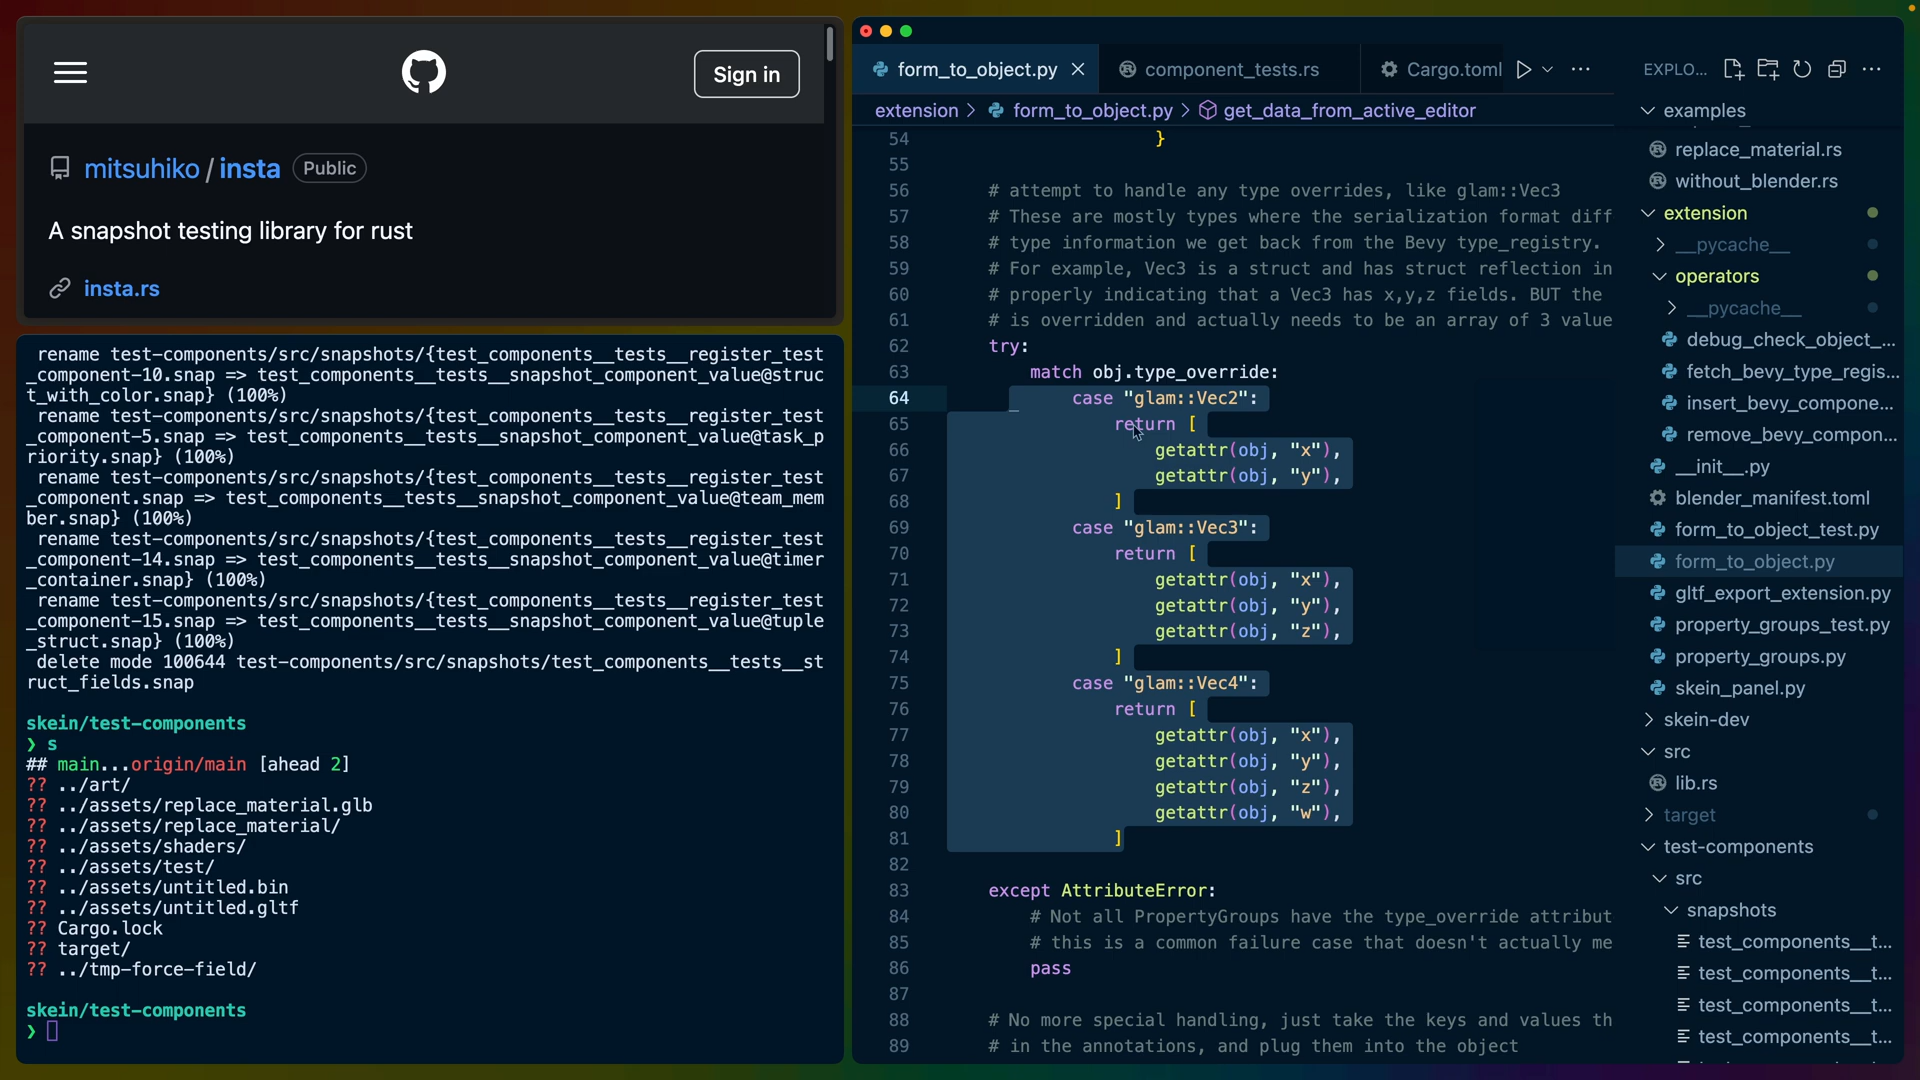 Sign in
mitsuhiko / insta Public
A snapshot testing library for rust
insta.rs
rename test-components/src/snapshots/{test_components__tests__register_test
_component-10.snap => test_components__tests__snapshot_component_value@struc
t_with_color.snap} (100%)
rename test-components/src/snapshots/{test_components__tests__register_test
_component-5.snap => test_components__tests__snapshot_component_value@task_p
riority.snap} (100%)
rename test-components/src/snapshots/{test_components__tests__register_test
_component.snap => test_components__tests__snapshot_component_value@team_mem
ber.snap} (100%)
rename test-components/src/snapshots/{test_components__tests__register_test
_component-14.snap => test_components__tests__snapshot_component_value@timer
_container.snap} (100%)
rename test-components/src/snapshots/{test_components__tests__register_test
_component-15.snap => test_components__tests__snapshot_component_value@tuple
_struct.snap} (100%)
delete mode 100644 test-components/src/snapshots/test_components__tests__st
ruct_fields.snap
skein/test-components
❯ s
## main...origin/main [ahead 2]
?? ../art/
?? ../assets/replace_material.glb
?? ../assets/replace_material/
?? ../assets/shaders/
?? ../assets/test/
?? ../assets/untitled.bin
?? ../assets/untitled.gltf
?? Cargo.lock
?? target/
?? ../tmp-force-field/
skein/test-components
❯
form_to_object.py component_tests.rs Cargo.toml
extension > form_to_object.py > get_data_from_active_editor
54 }
55
56 # attempt to handle any type overrides, like glam::Vec3
57 # These are mostly types where the serialization format diff
58 # type information we get back from the Bevy type_registry.
59 # For example, Vec3 is a struct and has struct reflection in
60 # properly indicating that a Vec3 has x,y,z fields. BUT the
61 # is overridden and actually needs to be an array of 3 value
62 try:
63 match obj.type_override:
64 case "glam::Vec2":
65 return [
66 getattr(obj, "x"),
67 getattr(obj, "y"),
68 ]
69 case "glam::Vec3":
70 return [
71 getattr(obj, "x"),
72 getattr(obj, "y"),
73 getattr(obj, "z"),
74 ]
75 case "glam::Vec4":
76 return [
77 getattr(obj, "x"),
78 getattr(obj, "y"),
79 getattr(obj, "z"),
80 getattr(obj, "w"),
81 ]
82
83 except AttributeError:
84 # Not all PropertyGroups have the type_override attribut
85 # this is a common failure case that doesn't actually me
86 pass
87
88 # No more special handling, just take the keys and values th
89 # in the annotations, and plug them into the object
EXPLO...
examples
replace_material.rs
without_blender.rs
extension
__pycache__
operators
__pycache__
debug_check_object_...
fetch_bevy_type_regis...
insert_bevy_compone...
remove_bevy_compon...
__init__.py
blender_manifest.toml
form_to_object_test.py
form_to_object.py
gltf_export_extension.py
property_groups_test.py
property_groups.py
skein_panel.py
skein-dev
src
lib.rs
target
test-components
src
snapshots
test_components__t...
test_components__t...
test_components__t...
test_components__t...